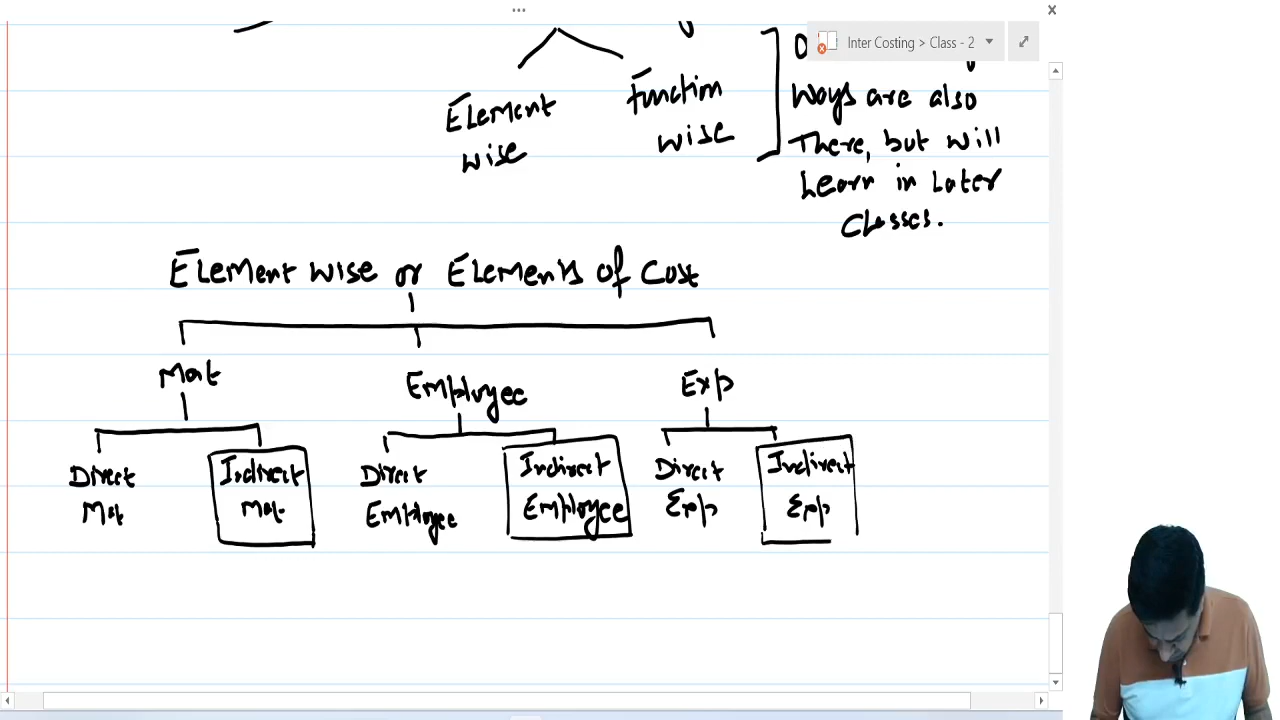 Inter Costing > Class - 2
Element
wise
Function
wise
ways are also
There, but will
Learn in Later
Classes.
Element wise or Elements of Cost
Mat
Employee
Exp
Direct
Mat
Indirect
Mat
Direct
Employee
Indirect
Employee
Direct
Exp
Indirect
Exp